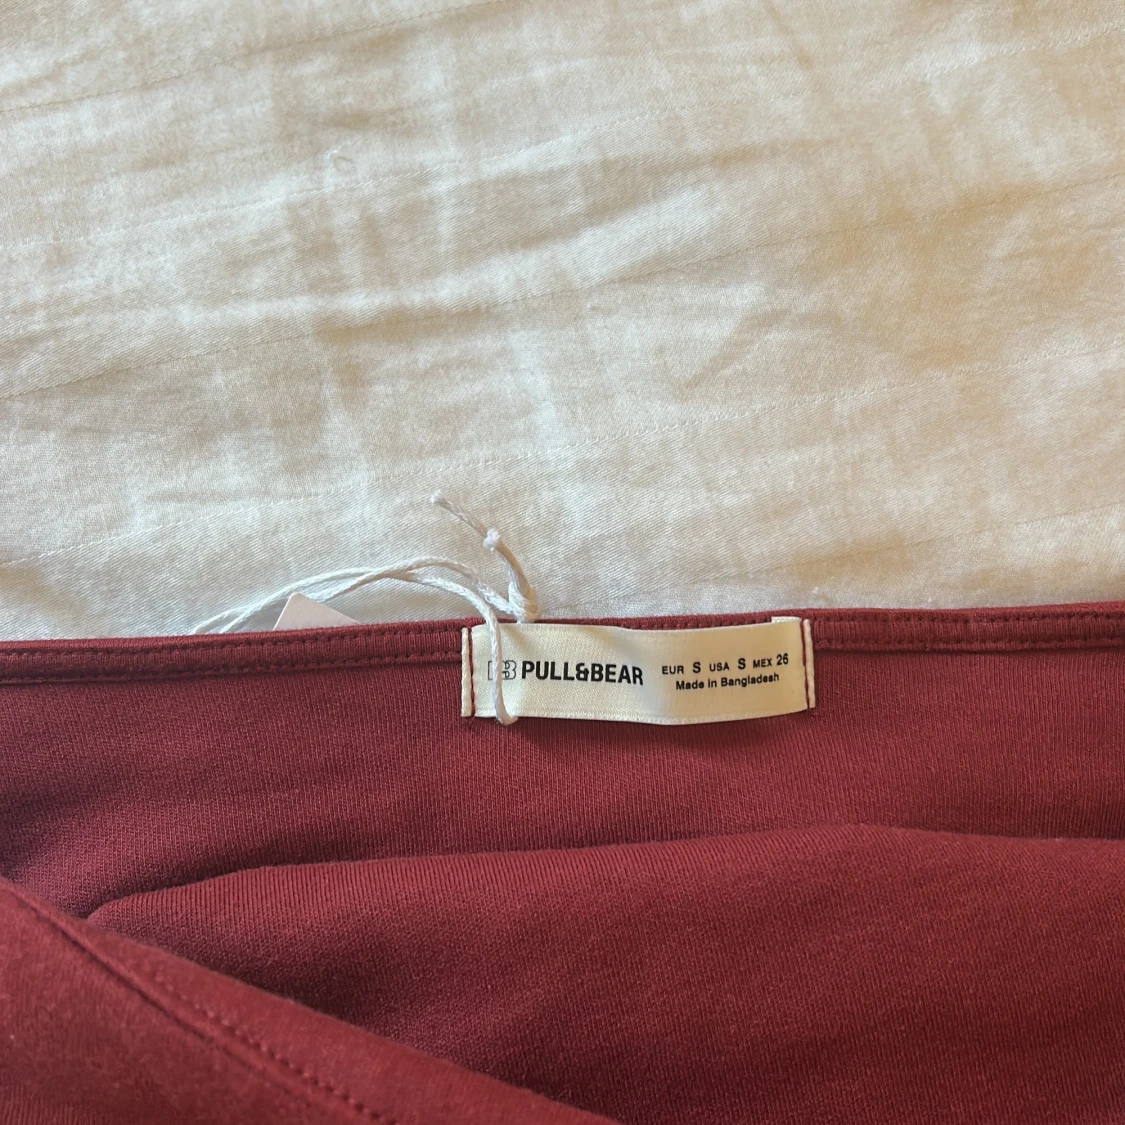 PULL&BEAR
EUR S USA S MEX 26
Made in Bangladesh